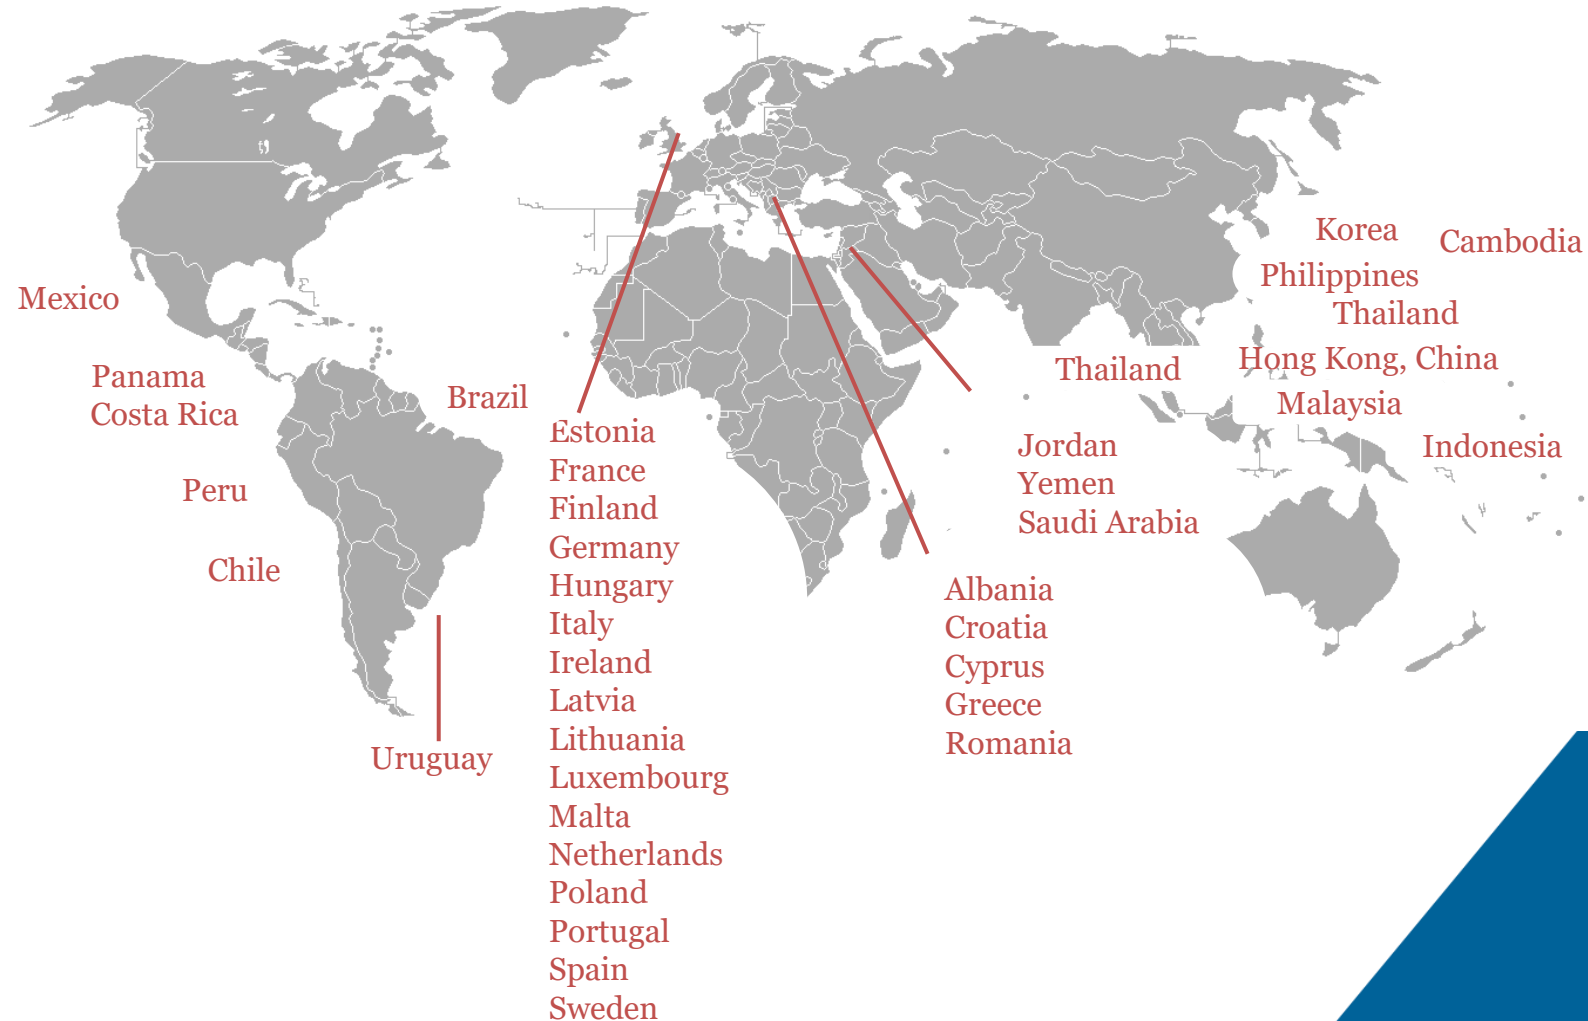 Mexico
Panama
Costa Rica
Peru
Chile
Brazil
Uruguay
Estonia
France
Finland
Germany
Hungary
Italy
Ireland
Latvia
Lithuania
Luxembourg
Malta
Netherlands
Poland
Portugal
Spain
Sweden
Albania
Croatia
Cyprus
Greece
Romania
Jordan
Yemen
Saudi Arabia
Thailand
Korea
Cambodia
Philippines
Thailand
Hong Kong, China
Malaysia
Indonesia